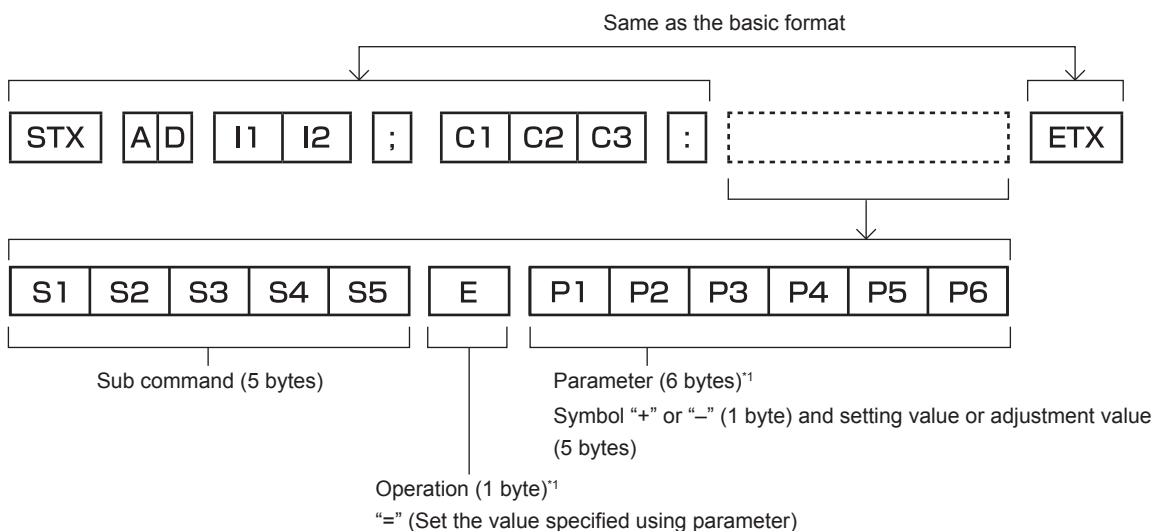 Same as the basic format
STX A D I1 I2 ; C1 C2 C3 : ETX
S1 S2 S3 S4 S5 E P1 P2 P3 P4 P5 P6
Sub command (5 bytes)
Parameter (6 bytes)*1
Symbol “+” or “–” (1 byte) and setting value or adjustment value
(5 bytes)
Operation (1 byte)*1
“=” (Set the value specified using parameter)